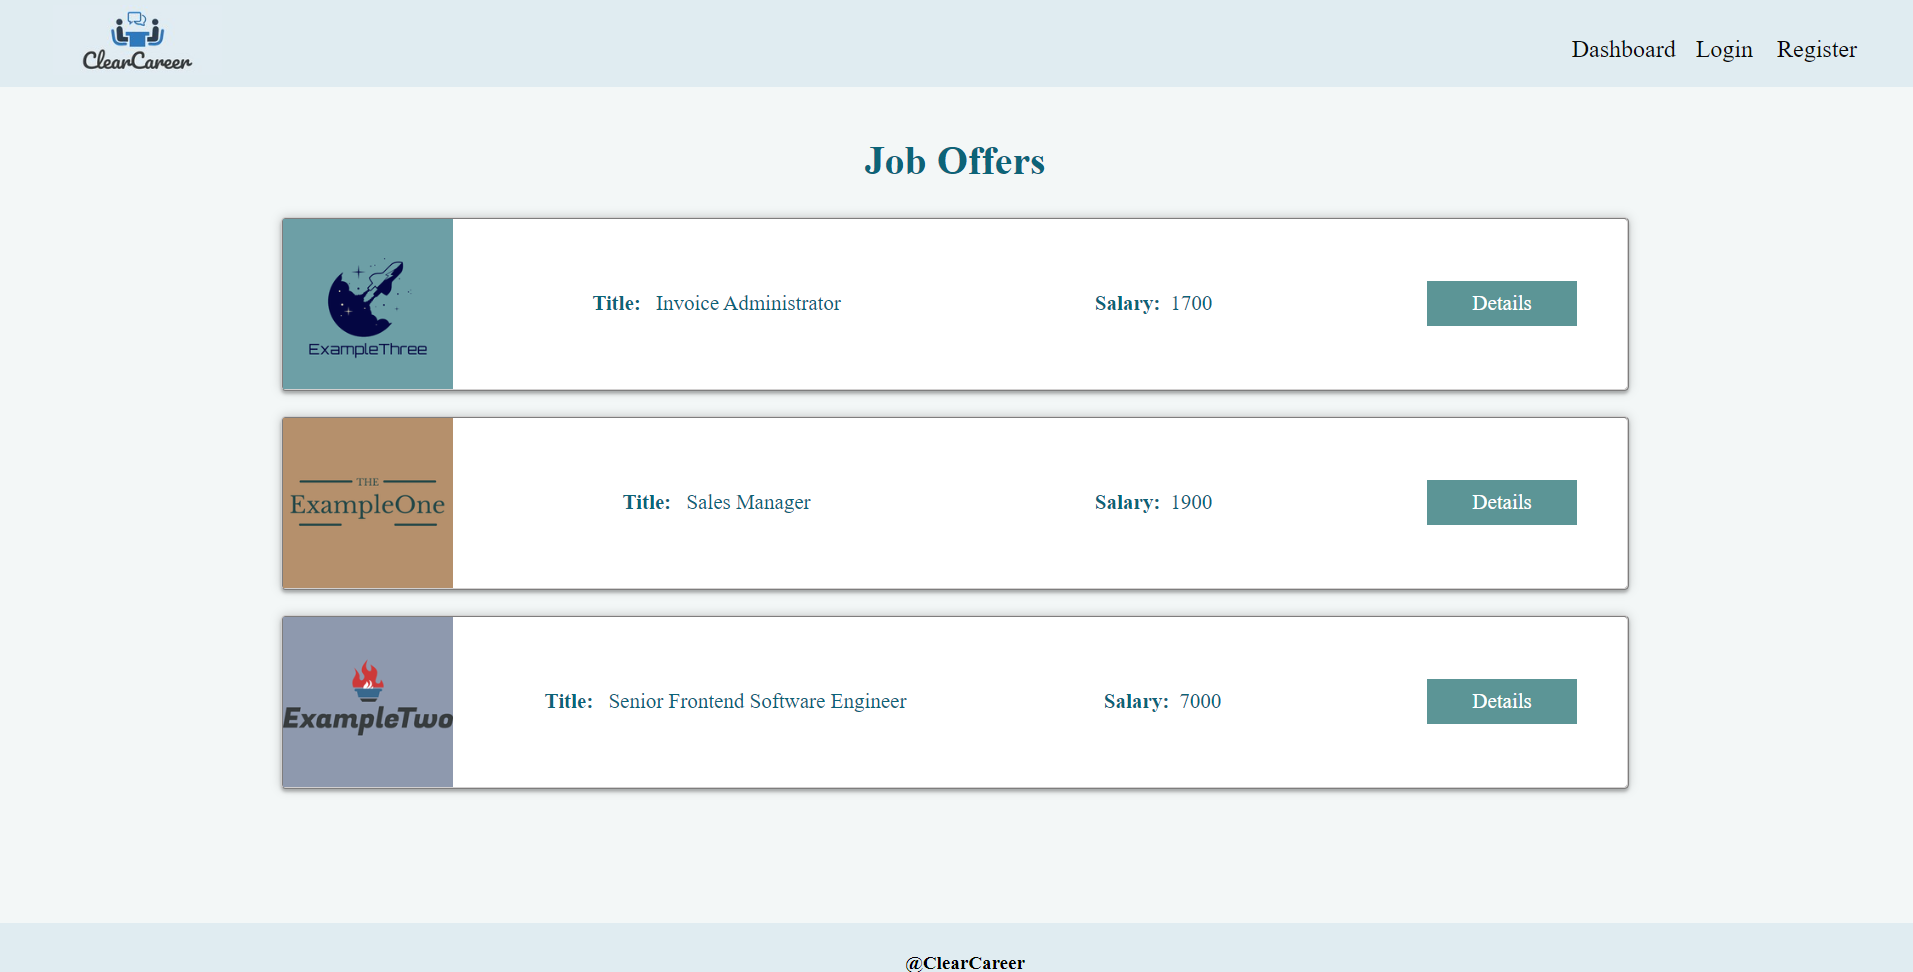 ClearCareer
Dashboard Login Register
Job Offers
ExampleThree
Title: Invoice Administrator
Salary: 1700
Details
THE
ExampleOne
Title: Sales Manager
Salary: 1900
Details
ExampleTwo
Title: Senior Frontend Software Engineer
Salary: 7000
Details
@ClearCareer